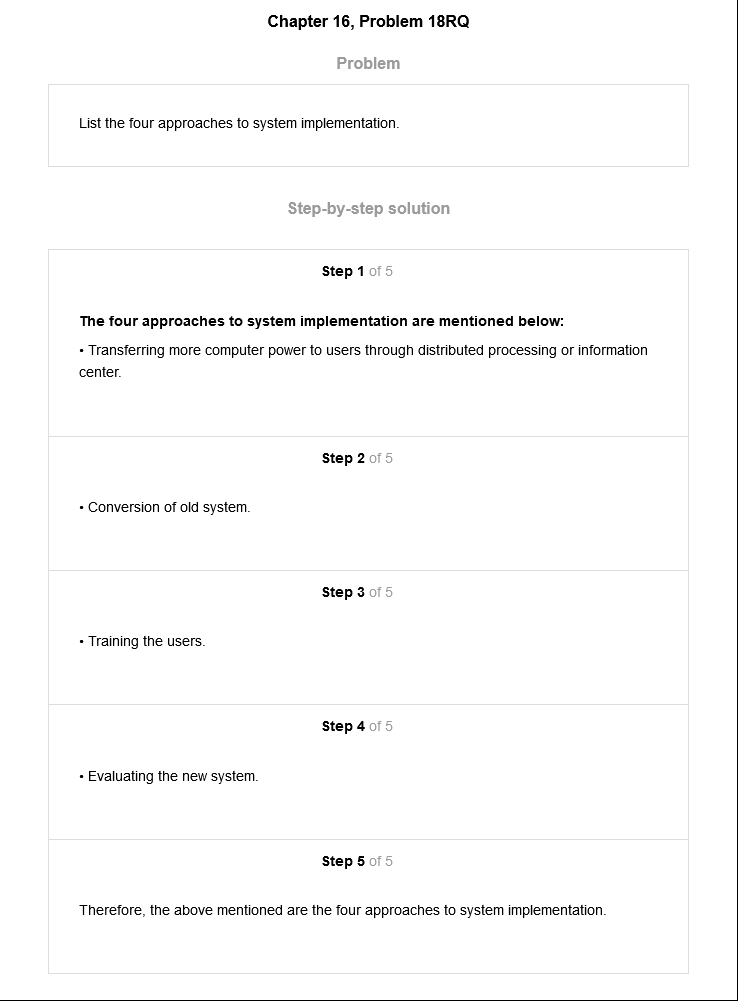 Chapter 16, Problem 18RQ
Problem
List the four approaches to system implementation.
Step-by-step solution
Step 1 of 5
The four approaches to system implementation are mentioned below:
• Transferring more computer power to users through distributed processing or information
center.
Step 2 of 5
• Conversion of old system.
Step 3 of 5
• Training the users.
Step 4 of 5
• Evaluating the new system.
Step 5 of 5
Therefore, the above mentioned are the four approaches to system implementation.